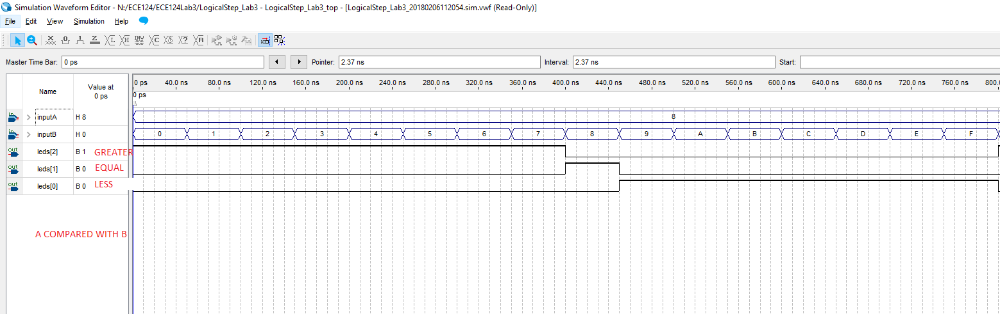 Simulation Waveform Editor - N:/ECE124/ECE124Lab3/LogicalStep_Lab3 - LogicalStep_Lab3_top - [LogicalStep_Lab3_20180206112054.sim.vwf (Read-Only)]
File Edit View Simulation Help
Master Time Bar: 0 ps Pointer: 2.37 ns Interval: 2.37 ns Start:
Name Value at 0 ps
0 ps 40.0 ns 80.0 ns 120.0 ns 160.0 ns 200.0 ns 240.0 ns 280.0 ns 320.0 ns 360.0 ns 400.0 ns 440.0 ns 480.0 ns 520.0 ns 560.0 ns 600.0 ns 640.0 ns 680.0 ns 720.0 ns 760.0 ns 800.
0 ps
in inputA H 8 8
in inputB H 0 0 1 2 3 4 5 6 7 8 9 A B C D E F
out leds[2] B 1 GREATER
out leds[1] B 0 EQUAL
out leds[0] B 0 LESS
A COMPARED WITH B